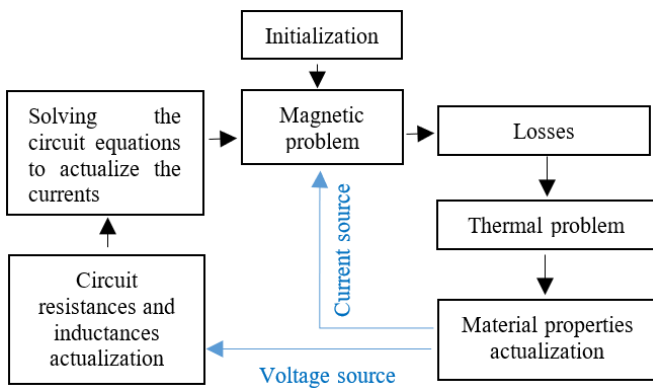 Initialization
Solving the
circuit equations
to actualize the
currents
Magnetic
problem
Losses
Thermal problem
Current source
Circuit
resistances and
inductances
actualization
Material properties
actualization
Voltage source